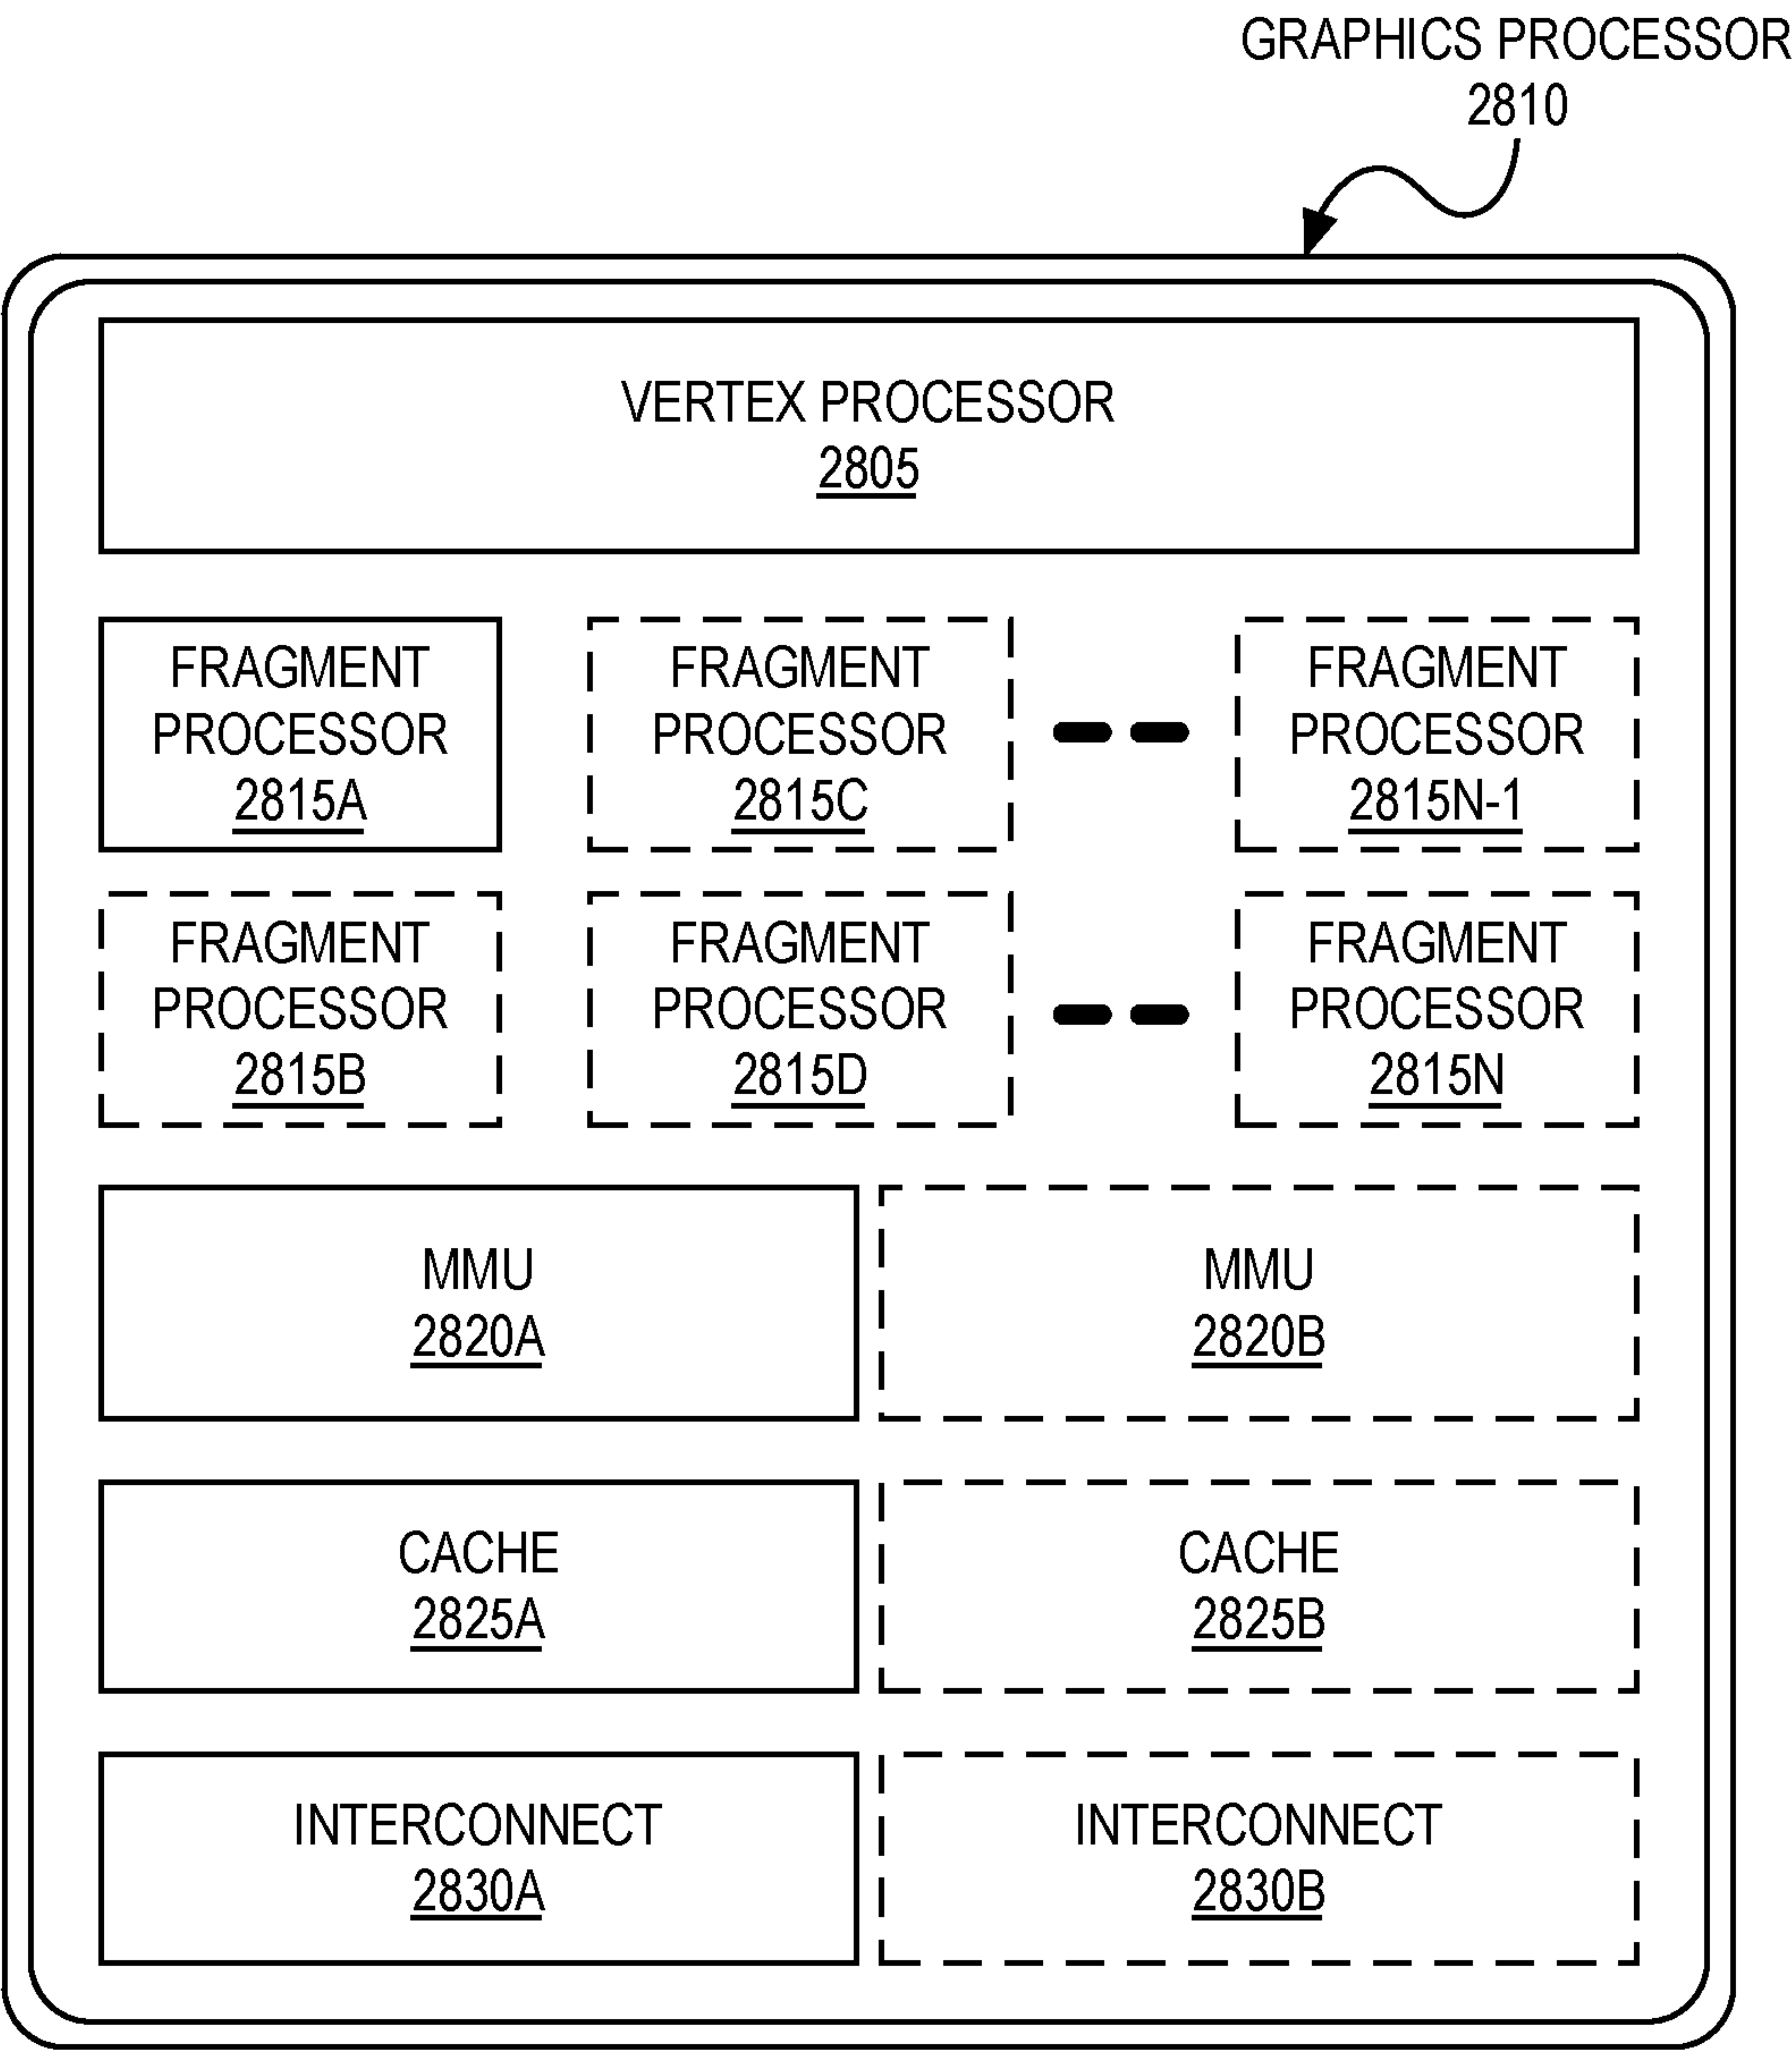 GRAPHICS PROCESSOR
2810
VERTEX PROCESSOR
2805
FRAGMENT
PROCESSOR
2815A
FRAGMENT
PROCESSOR
2815C
FRAGMENT
PROCESSOR
2815N-1
FRAGMENT
PROCESSOR
2815B
FRAGMENT
PROCESSOR
2815D
FRAGMENT
PROCESSOR
2815N
MMU
2820A
MMU
2820B
CACHE
2825A
CACHE
2825B
INTERCONNECT
2830A
INTERCONNECT
2830B